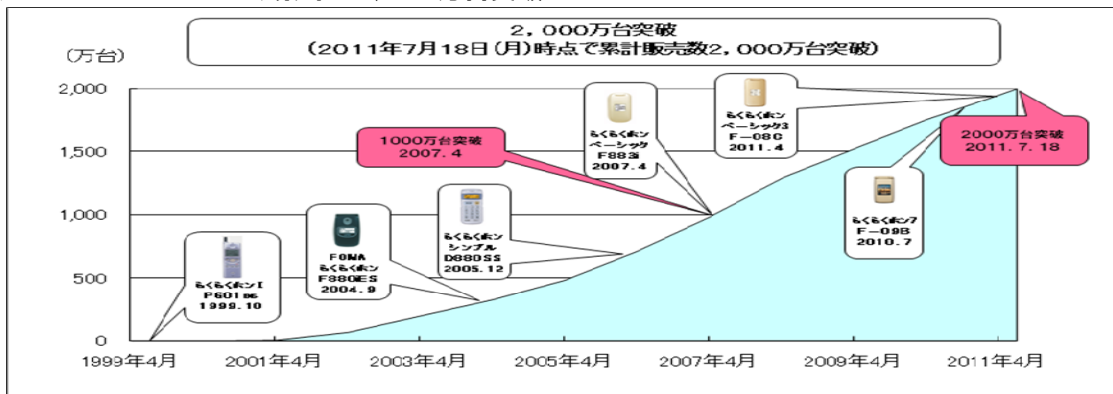 2，000万台突破
(2011年7月18日(月)時点で累計販売数2，000万台突破)
(万台)
2,000
1,500
1,000
500
0
1999年4月
2001年4月
2003年4月
2005年4月
2007年4月
2009年4月
2011年4月
らくらくホンⅠ
P601es
1999.10
FOMA
らくらくホン
F880iES
2004.9
らくらくホン
シンプル
D880SS
2005.12
1000万台突破
2007.4
らくらくホン
ベーシック
F883i
2007.4
らくらくホン
ベーシック3
F-08C
2011.4
らくらくホン7
F-09B
2010.7
2000万台突破
2011.7.18